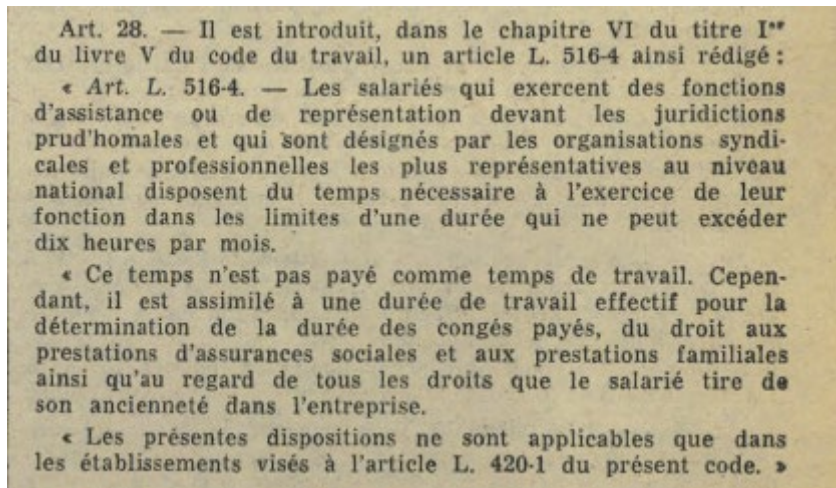 Art. 28. — Il est introduit, dans le chapitre VI du titre Iᵉʳ
du livre V du code du travail, un article L. 516-4 ainsi rédigé :
« Art. L. 516-4. — Les salariés qui exercent des fonctions
d'assistance ou de représentation devant les juridictions
prud'homales et qui sont désignés par les organisations syndi-
cales et professionnelles les plus représentatives au niveau
national disposent du temps nécessaire à l'exercice de leur
fonction dans les limites d'une durée qui ne peut excéder
dix heures par mois.
« Ce temps n'est pas payé comme temps de travail. Cepen-
dant, il est assimilé à une durée de travail effectif pour la
détermination de la durée des congés payés, du droit aux
prestations d'assurances sociales et aux prestations familiales
ainsi qu'au regard de tous les droits que le salarié tire de
son ancienneté dans l'entreprise.
« Les présentes dispositions ne sont applicables que dans
les établissements visés à l'article L. 420-1 du présent code. »